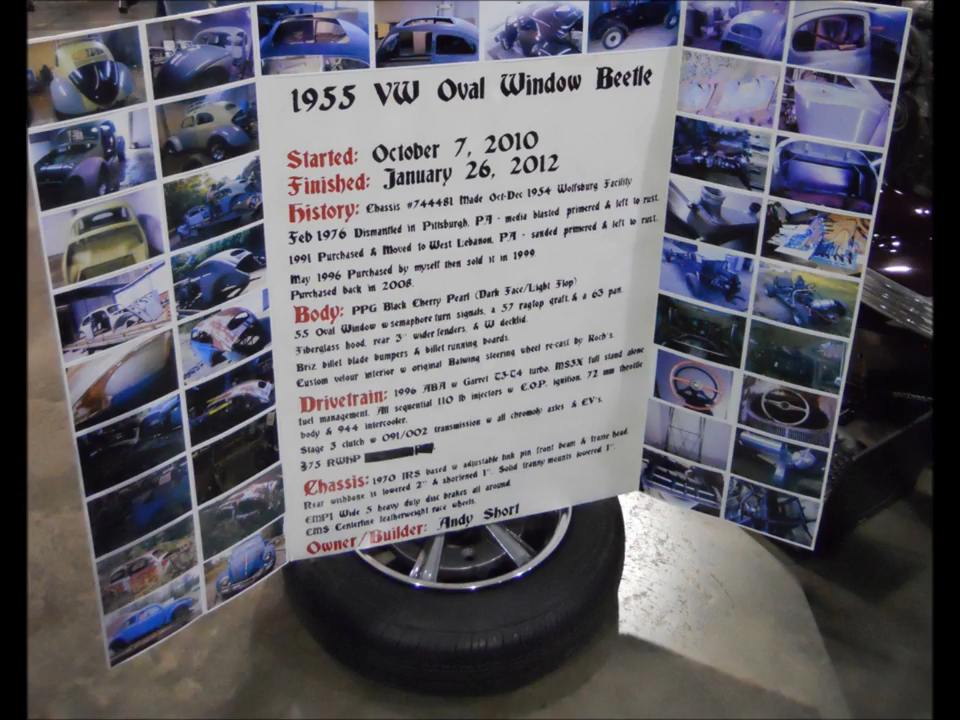 1955 VW Oval Window Beetle
Started: October 7, 2010
Finished: January 26, 2012
History: Chassis #744481 Made Oct-Dec 1954 Wolfsburg Facility
Feb 1976 Dismantled in Pittsburgh, PA - media blasted primered & left to rust.
1991 Purchased & Moved to West Lebanon, PA - sanded primered & left to rust.
May 1996 Purchased by myself then sold it in 1999.
Purchased back in 2008.
Body: PPG Black Cherry Pearl (Dark Face/Light Flop)
55 Oval Window w semaphore turn signals, a 57 ragtop graft, & a 63 pan.
Fiberglass hood, rear 3" wider fenders, & W decklid.
Briz billet blade bumpers & billet running boards.
Custom velour interior w original Batwing steering wheel re-cast by Koch's.
Drivetrain: 1996 ABA w Garret T3-T4 turbo, MS3X full stand alone
fuel management. All sequential 110 lb injectors w C.O.P. ignition, 72 mm throttle
body & 944 intercooler.
Stage 3 clutch w 091/002 transmission w all chromoly axles & CV's.
375 RWHP
Chassis: 1970 IRS based w adjustable link pin front beam & frame head.
Rear wishbone is lowered 2" & shortened 1". Solid tranny mounts lowered 1".
EMPI Wide 5 heavy duty disc brakes all around.
EMS Centerline featherweight race wheels.
Owner/Builder: Andy Short